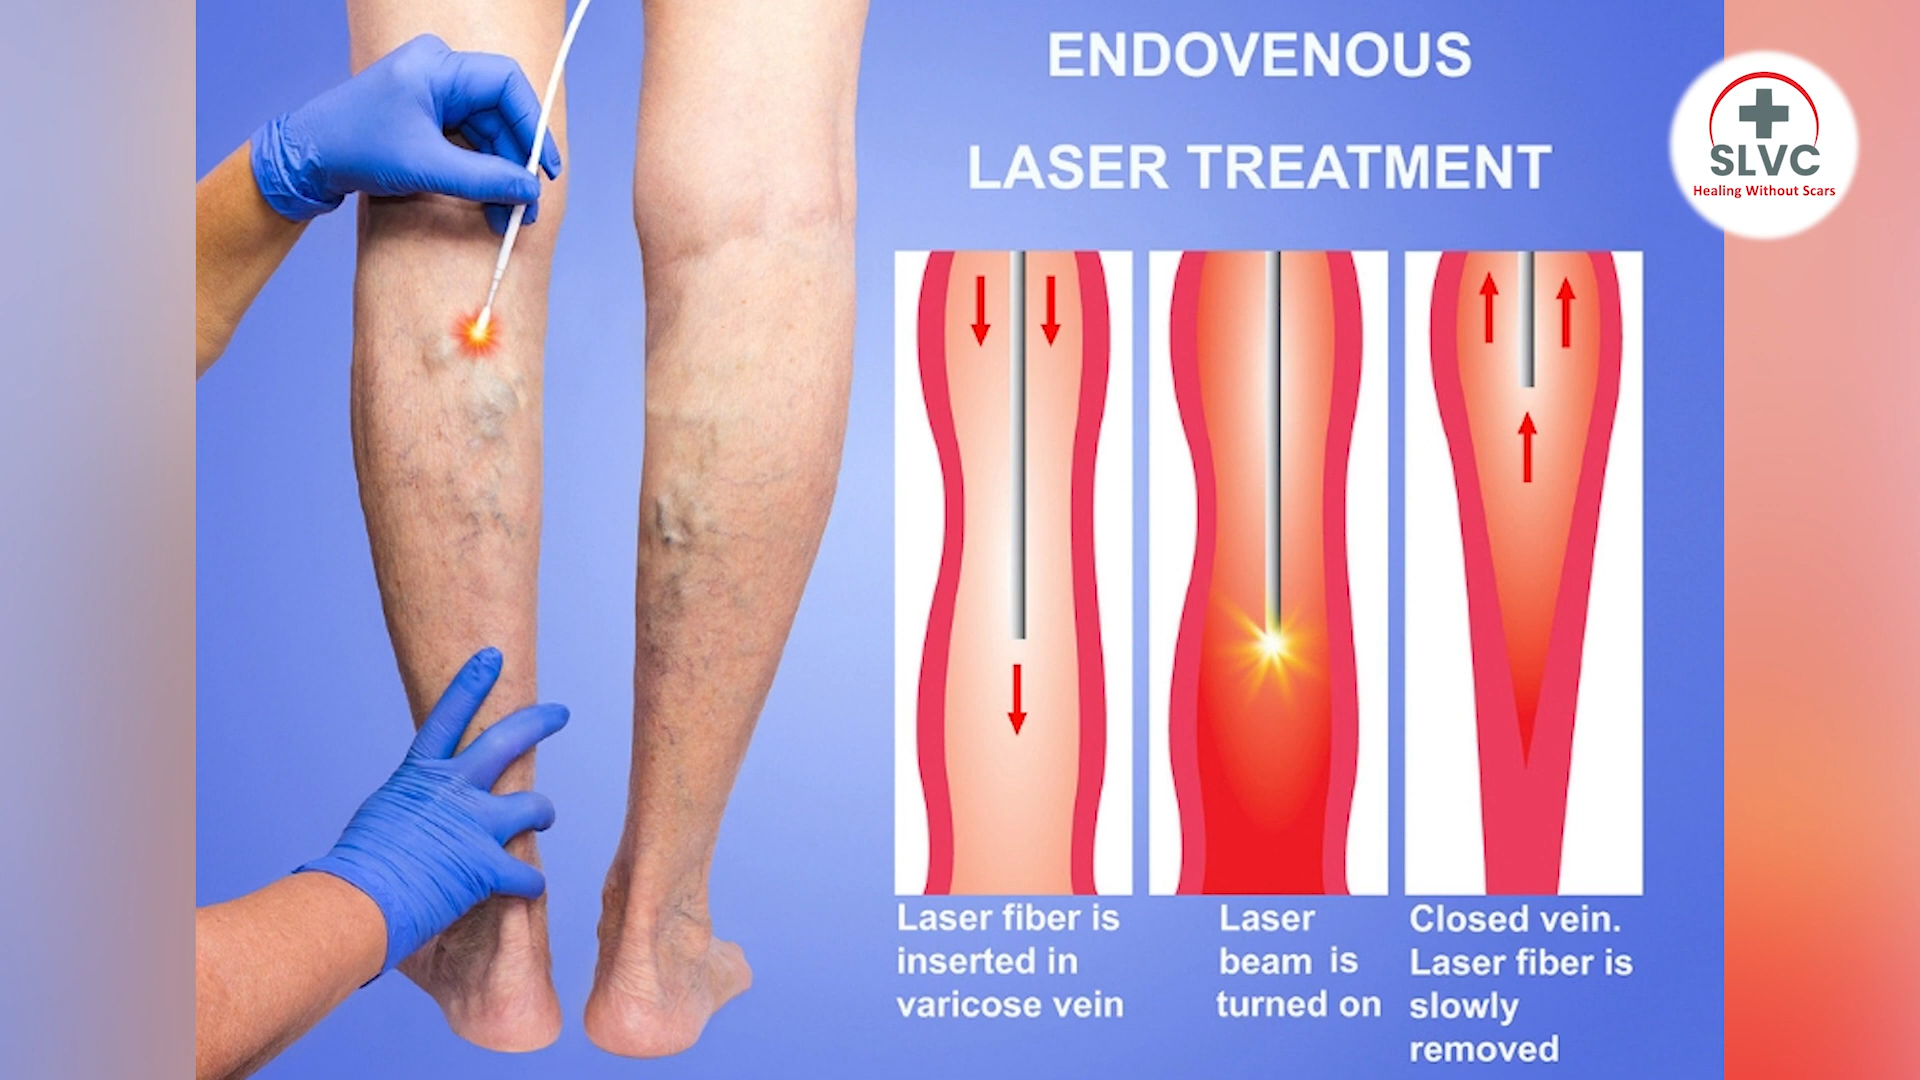 ENDOVENOUS
LASER TREATMENT
SLVC
Healing Without Scars
Laser fiber is
inserted in
varicose vein
Laser
beam is
turned on
Closed vein.
Laser fiber is
slowly
removed